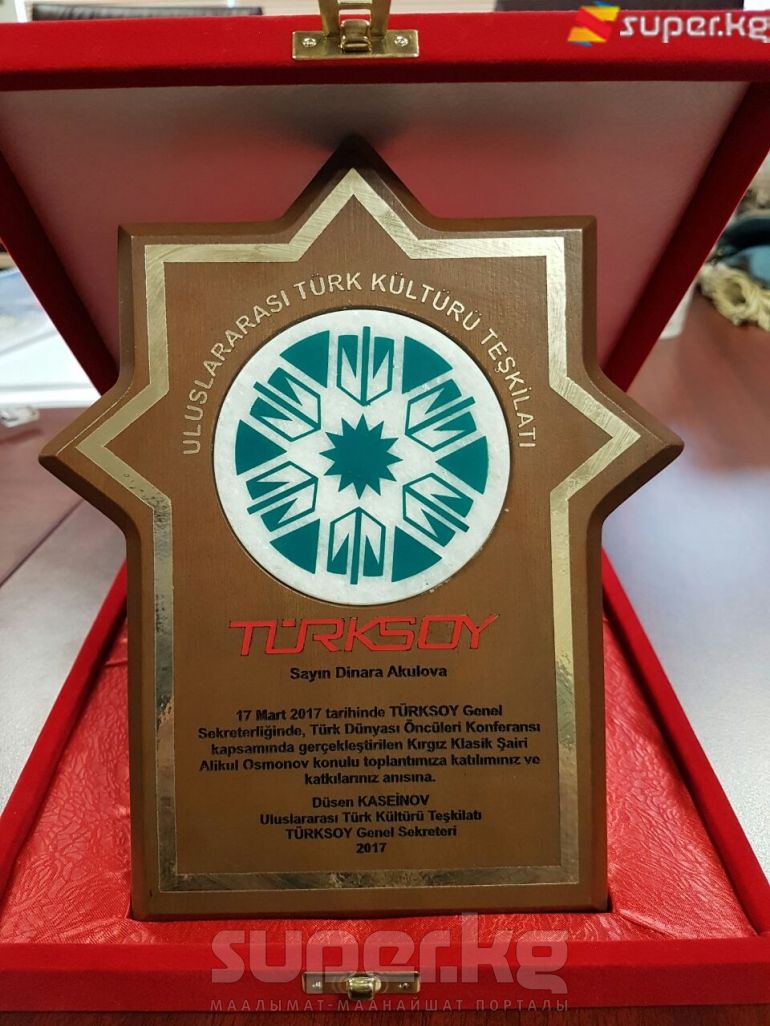 super.kg
ULUSLARARASI TÜRK KÜLTÜRÜ TEŞKİLATI
TÜRKSOY
Sayın Dinara Akulova
17 Mart 2017 tarihinde TÜRKSOY Genel
Sekreterliğinde, Türk Dünyası Öncüleri Konferansı
kapsamında gerçekleştirilen Kırgız Klasik Şairi
Alikul Osmonov konulu toplantımıza katılımınız ve
katkılarınız anısına.
Düsen KASEİNOV
Uluslararası Türk Kültürü Teşkilatı
TÜRKSOY Genel Sekreteri
2017
super.kg
МААЛЫМАТ-МААНАЙШАТ ПОРТАЛЫ